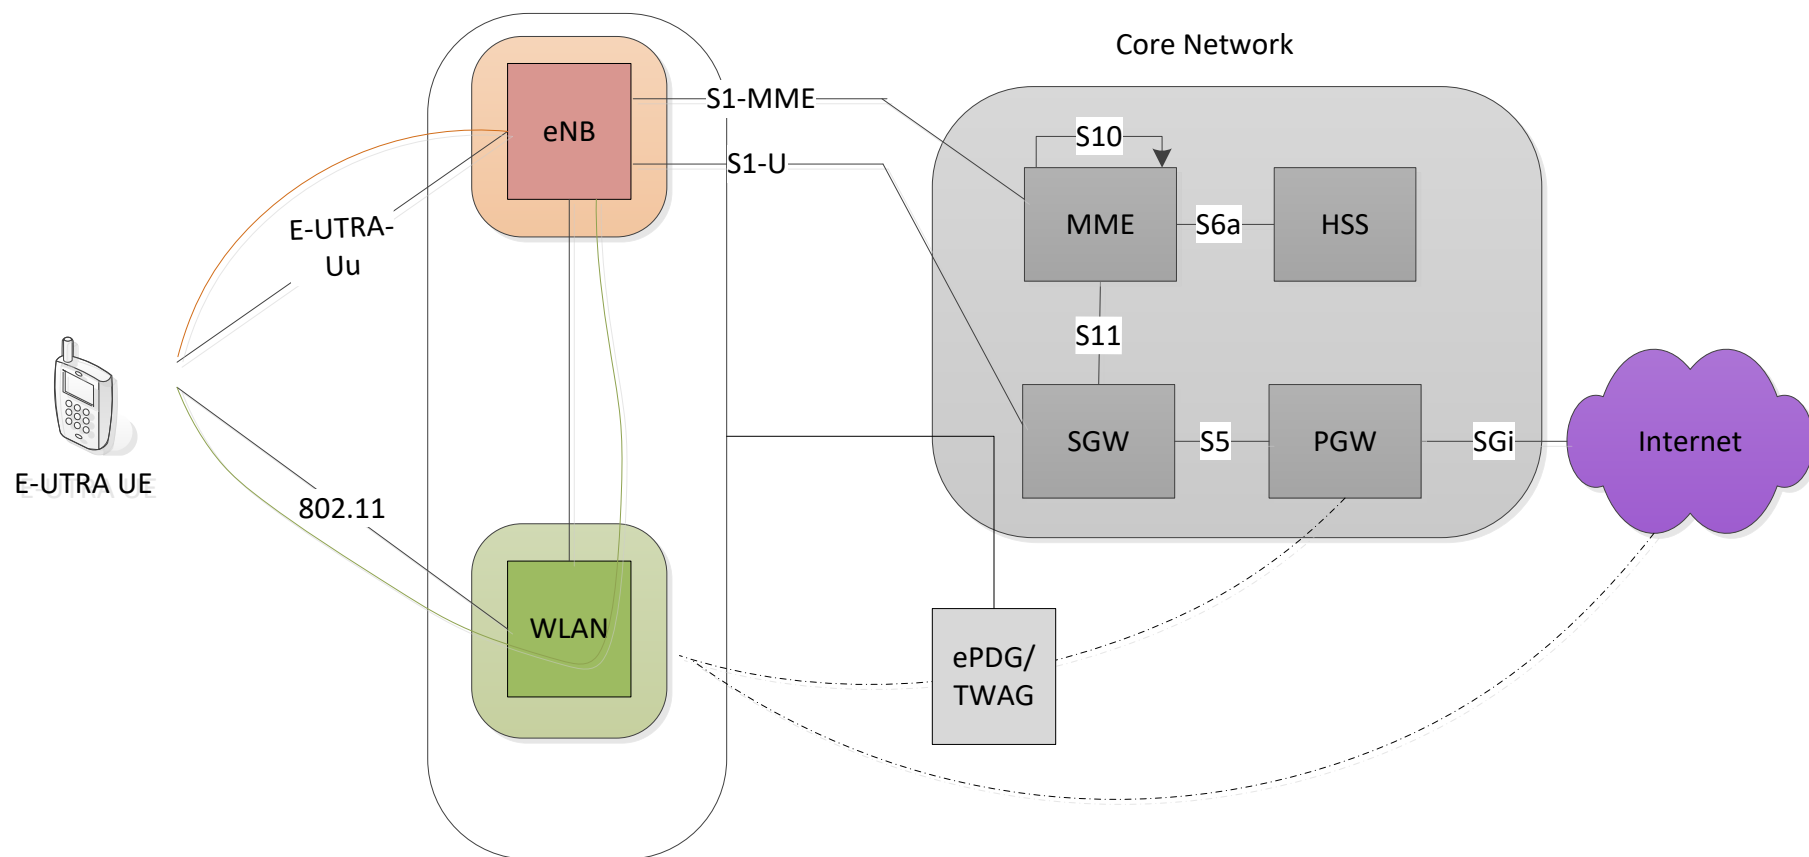 Core Network
eNB
S1-MME
S1-U
S10
MME
S6a
HSS
E-UTRA-
Uu
S11
E-UTRA UE
802.11
SGW
S5
PGW
SGi
Internet
WLAN
ePDG/
TWAG